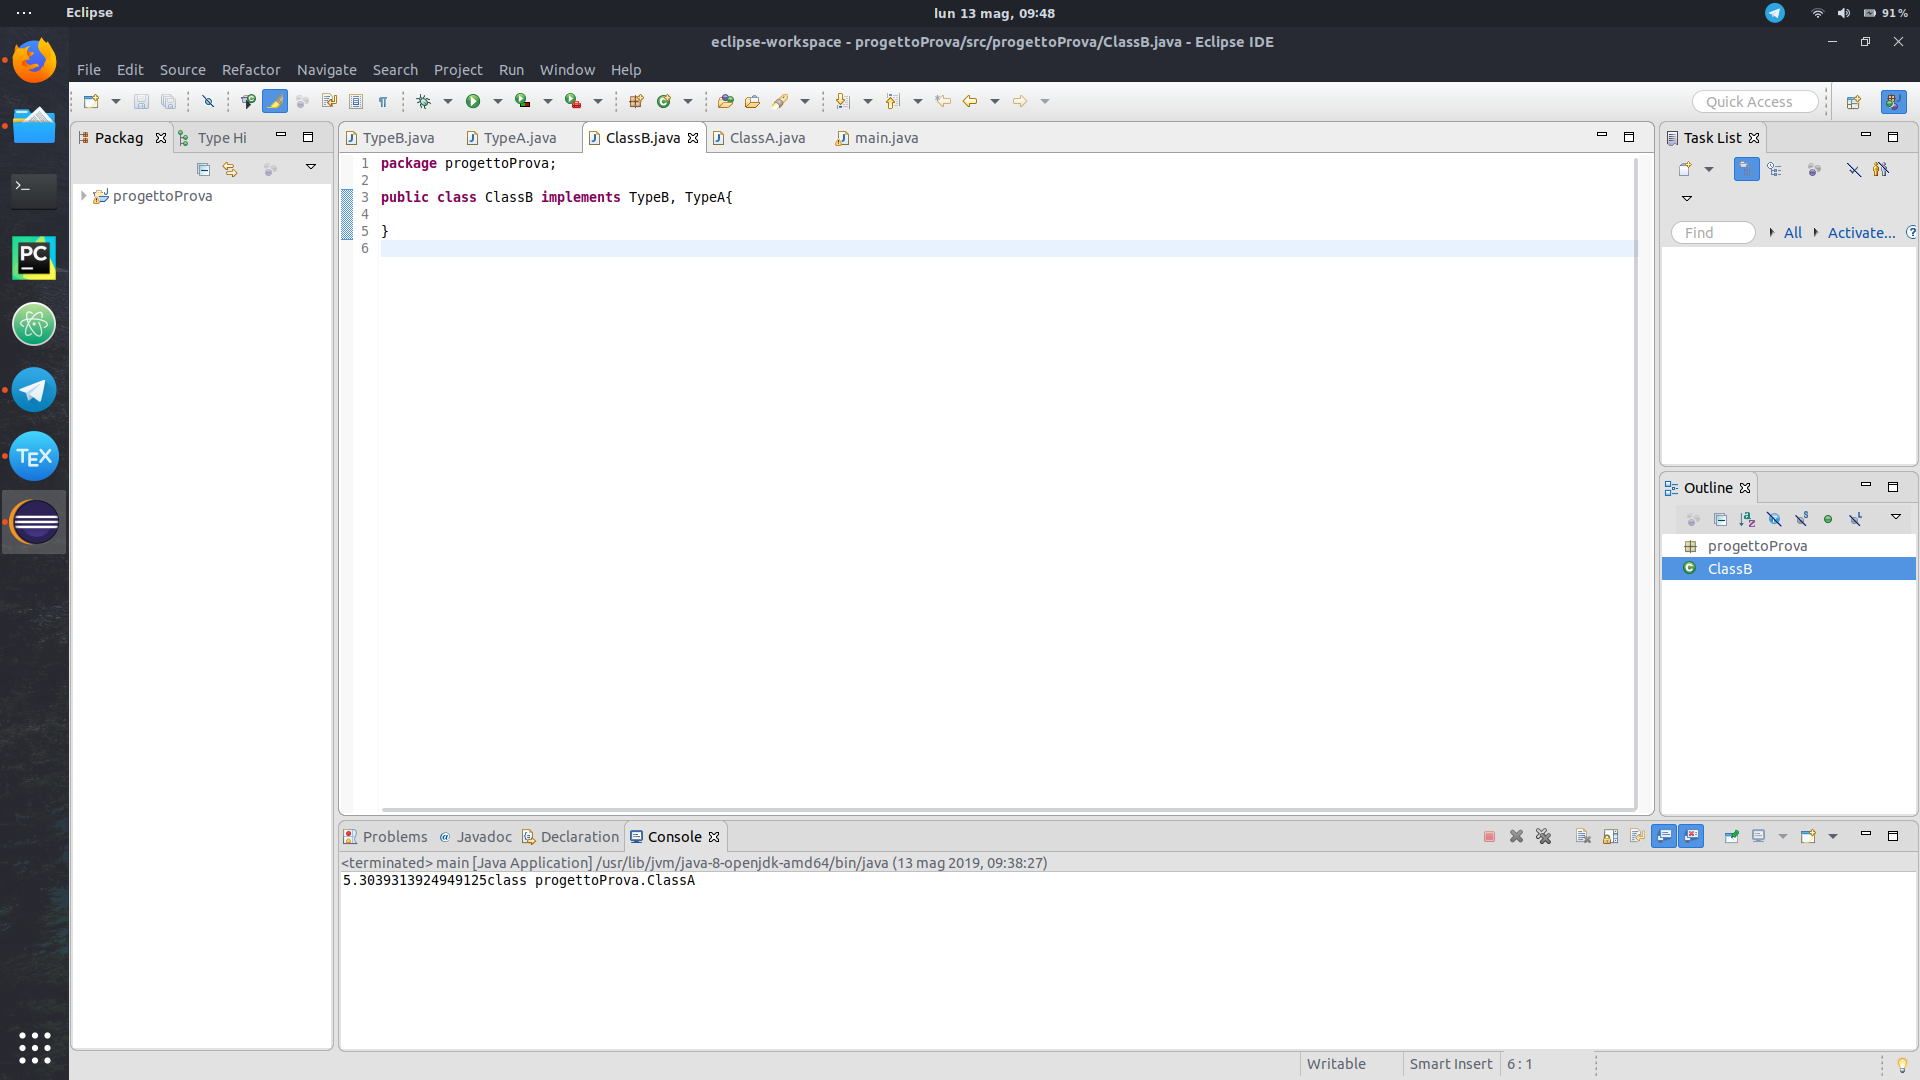 Eclipse
lun 13 mag, 09:48
91 %
eclipse-workspace - progettoProva/src/progettoProva/ClassB.java - Eclipse IDE
File Edit Source Refactor Navigate Search Project Run Window Help
Quick Access
Packag
Type Hi
progettoProva
TypeB.java
TypeA.java
ClassB.java
ClassA.java
main.java
1 package progettoProva;
2
3 public class ClassB implements TypeB, TypeA{
4
5 }
6
Task List
Find
All
Activate...
Outline
progettoProva
ClassB
Problems
@ Javadoc
Declaration
Console
<terminated> main [Java Application] /usr/lib/jvm/java-8-openjdk-amd64/bin/java (13 mag 2019, 09:38:27)
5.3039313924949125class progettoProva.ClassA
Writable
Smart Insert
6 : 1
>_
PC
TEX